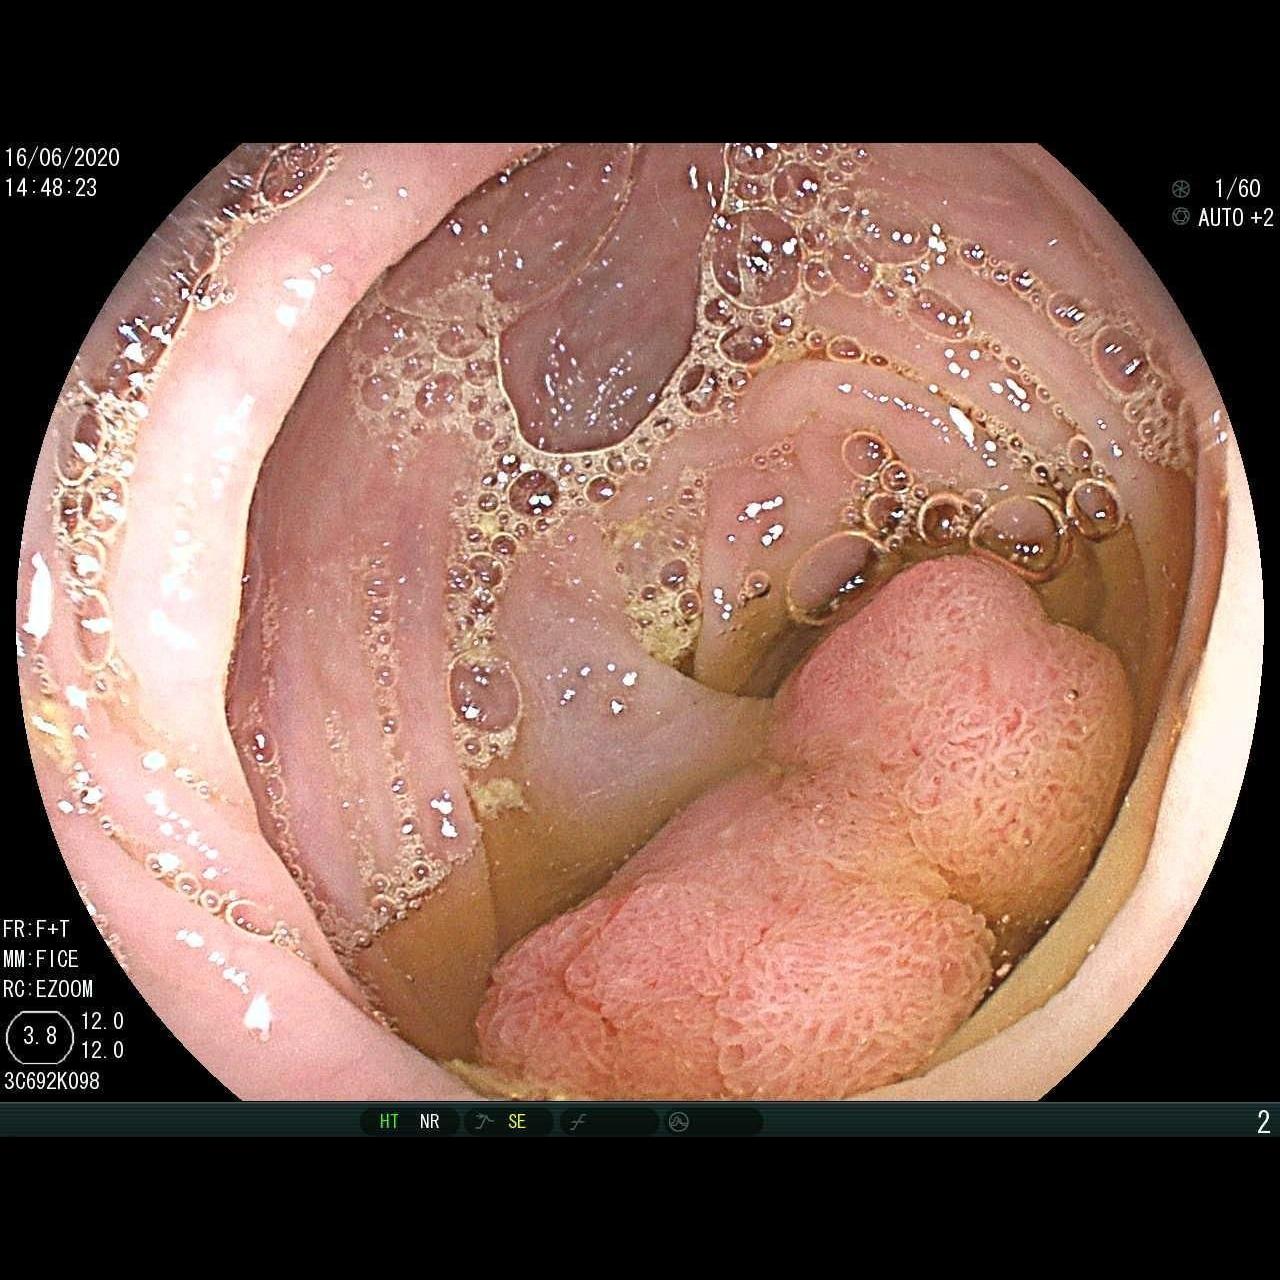 16/06/2020
14:48:23
1/60
AUTO +2
FR:F+T
MM:FICE
RC:EZOOM
3.8
12.0
12.0
3C692K098
HT NR SE
2